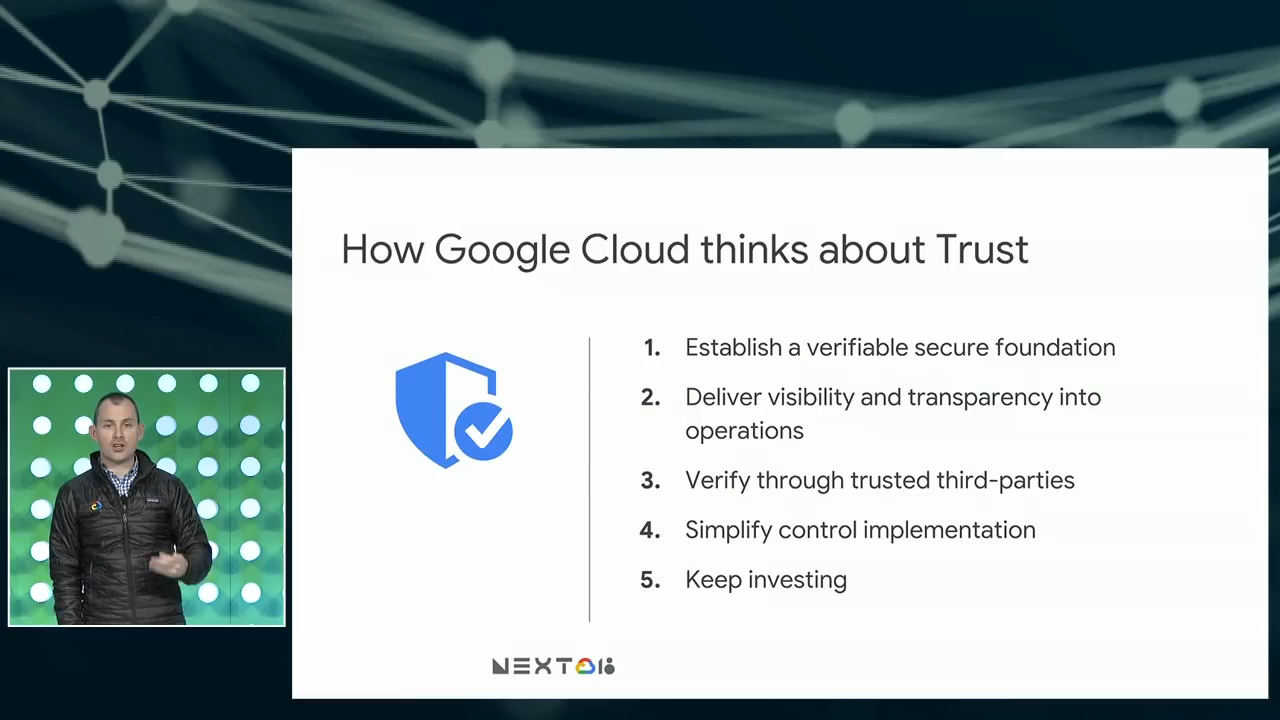 How Google Cloud thinks about Trust
1. Establish a verifiable secure foundation
2. Deliver visibility and transparency into
operations
3. Verify through trusted third-parties
4. Simplify control implementation
5. Keep investing
NEXT 18